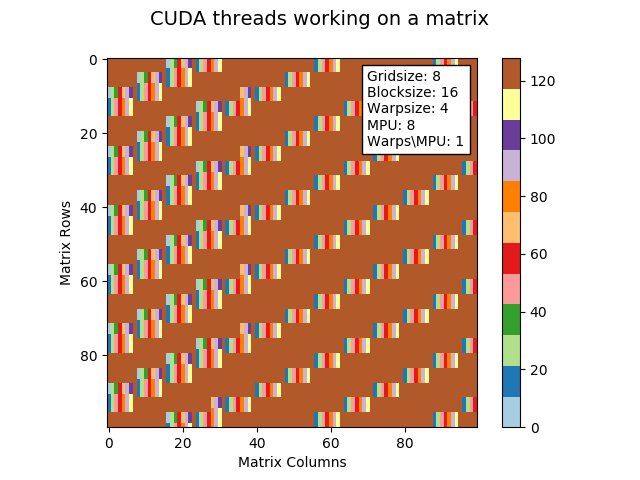 CUDA threads working on a matrix
Gridsize: 8
Blocksize: 16
Warpsize: 4
MPU: 8
Warps\MPU: 1
0
20
40
60
80
Matrix Rows
0 20 40 60 80
Matrix Columns
120
100
80
60
40
20
0